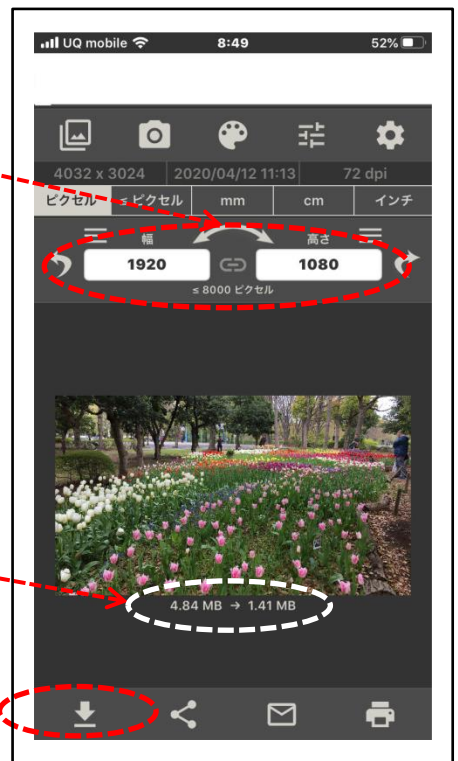 UQ mobile 8:49 52%
4032 x 3024 2020/04/12 11:13 72 dpi
ピクセル ≤ ピクセル mm cm インチ
幅 高さ
1920 1080
≤ 8000 ピクセル
4.84 MB → 1.41 MB